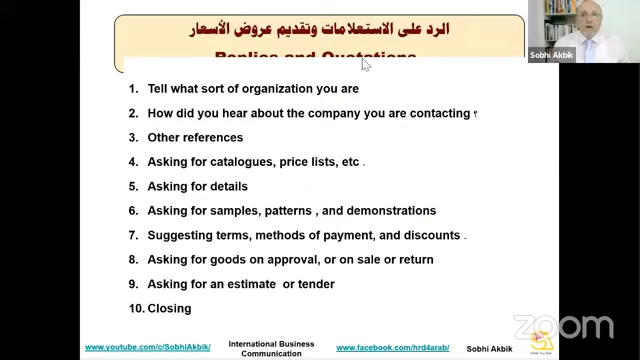 الرد على الاستعلامات وتقديم عروض الأسعار
Replies and Quotations
Sobhi Akbik
1. Tell what sort of organization you are
2. How did you hear about the company you are contacting ؟
3. Other references
4. Asking for catalogues, price lists, etc .
5. Asking for details
6. Asking for samples, patterns , and demonstrations
7. Suggesting terms, methods of payment, and discounts .
8. Asking for goods on approval, or on sale or return
9. Asking for an estimate or tender
10. Closing
zoom
www.youtube.com/c/SobhiAkbik/
International Business
Communication
www.facebook.com/hrd4arab/
Sobhi Akbik